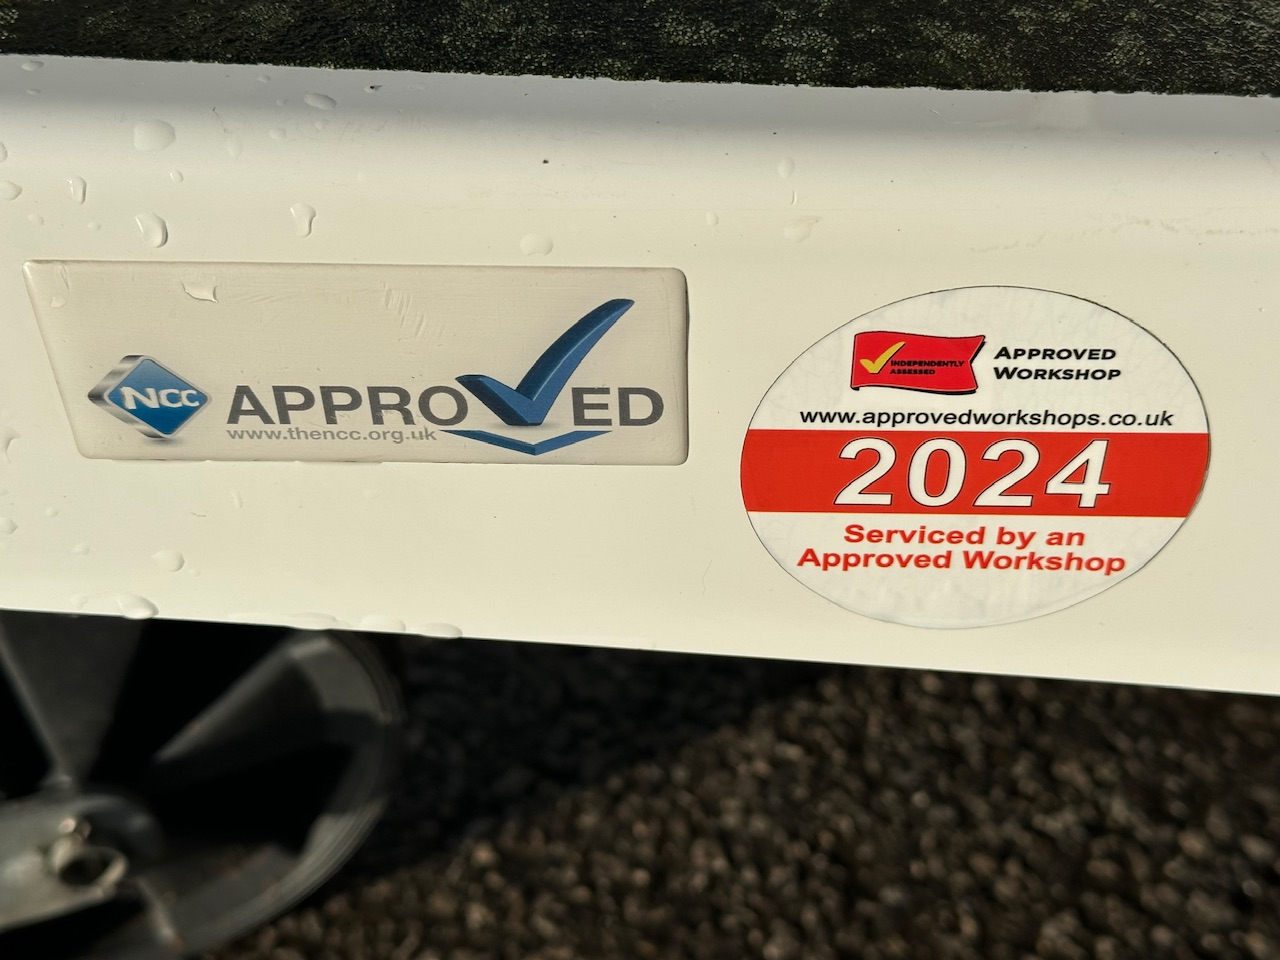 NCC APPROVED
www.thencc.org.uk
INDEPENDENTLY
ASSESSED
APPROVED
WORKSHOP
www.approvedworkshops.co.uk
2024
Serviced by an
Approved Workshop